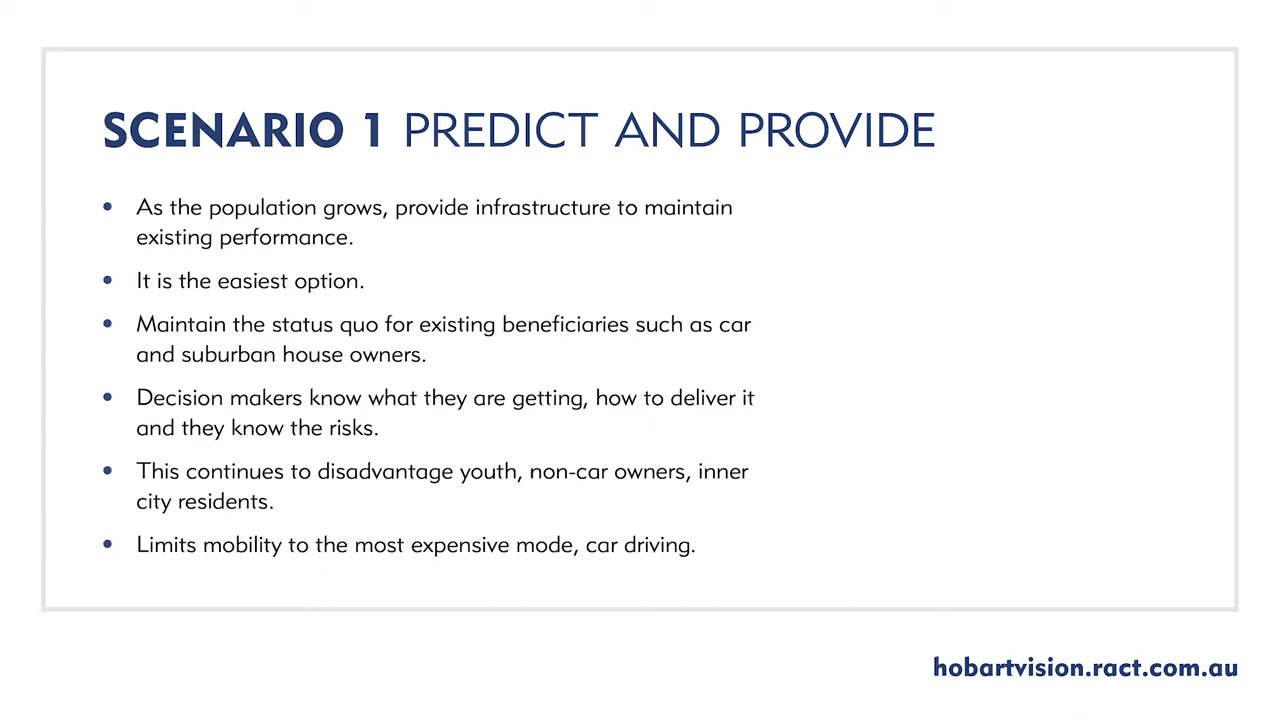 SCENARIO 1 PREDICT AND PROVIDE
• As the population grows, provide infrastructure to maintain
existing performance.
• It is the easiest option.
• Maintain the status quo for existing beneficiaries such as car
and suburban house owners.
• Decision makers know what they are getting, how to deliver it
and they know the risks.
• This continues to disadvantage youth, non-car owners, inner
city residents.
• Limits mobility to the most expensive mode, car driving.
hobartvision.ract.com.au